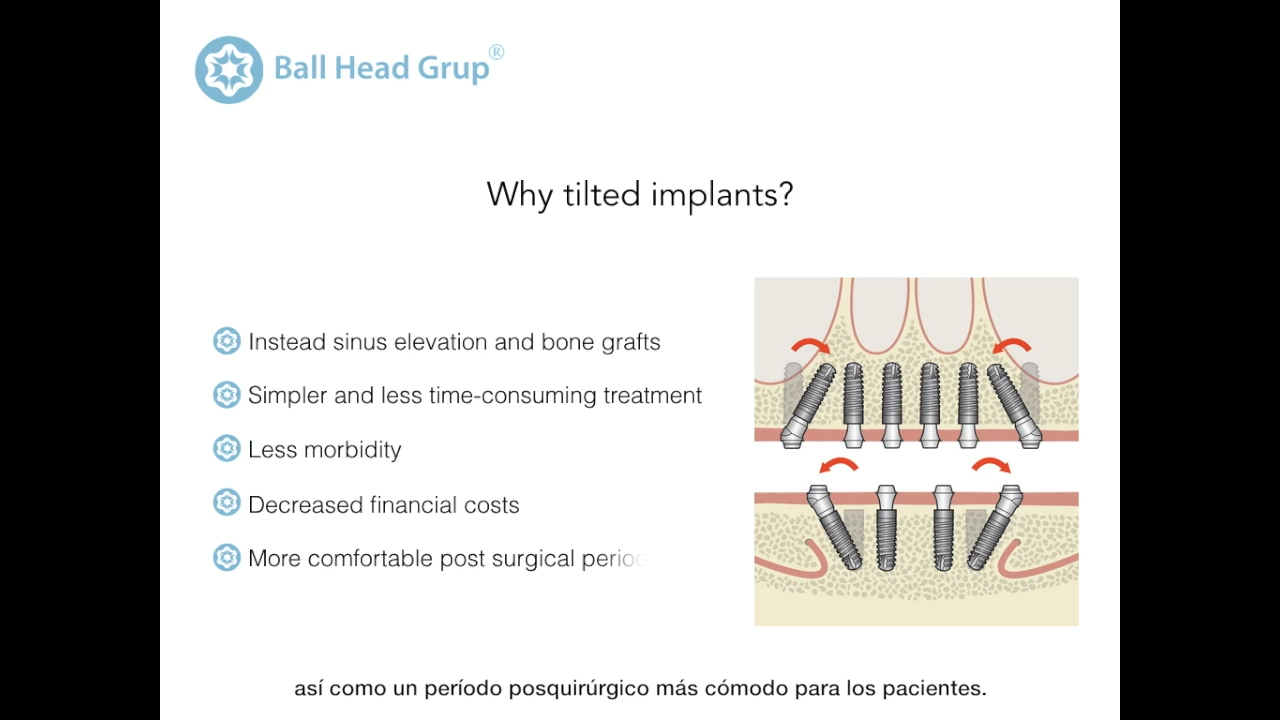 Ball Head Grup®
Why tilted implants?
Instead sinus elevation and bone grafts
Simpler and less time-consuming treatment
Less morbidity
Decreased financial costs
More comfortable post surgical perioc
así como un período posquirúrgico más cómodo para los pacientes.